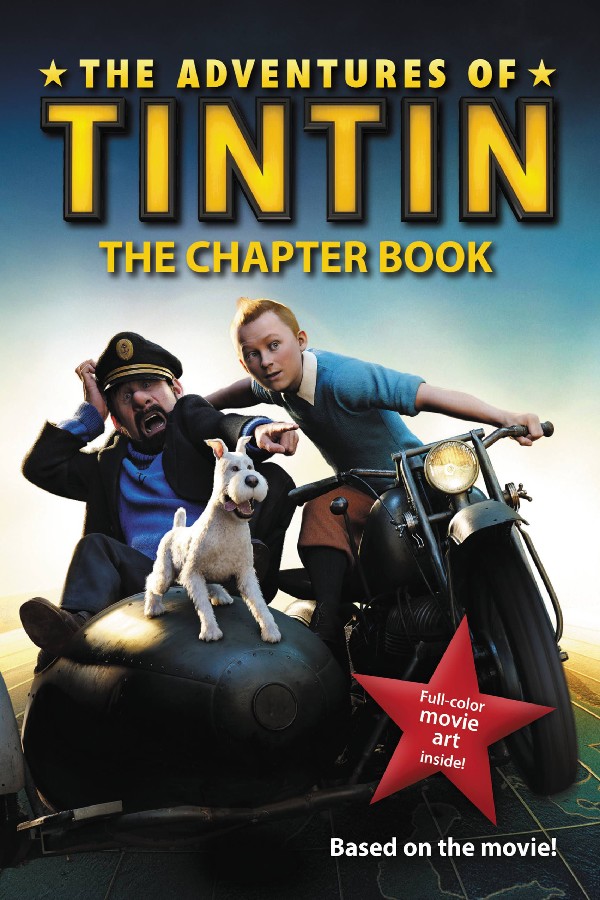 THE ADVENTURES OF
TINTIN
THE CHAPTER BOOK
Full-color
movie
art
inside!
Based on the movie!